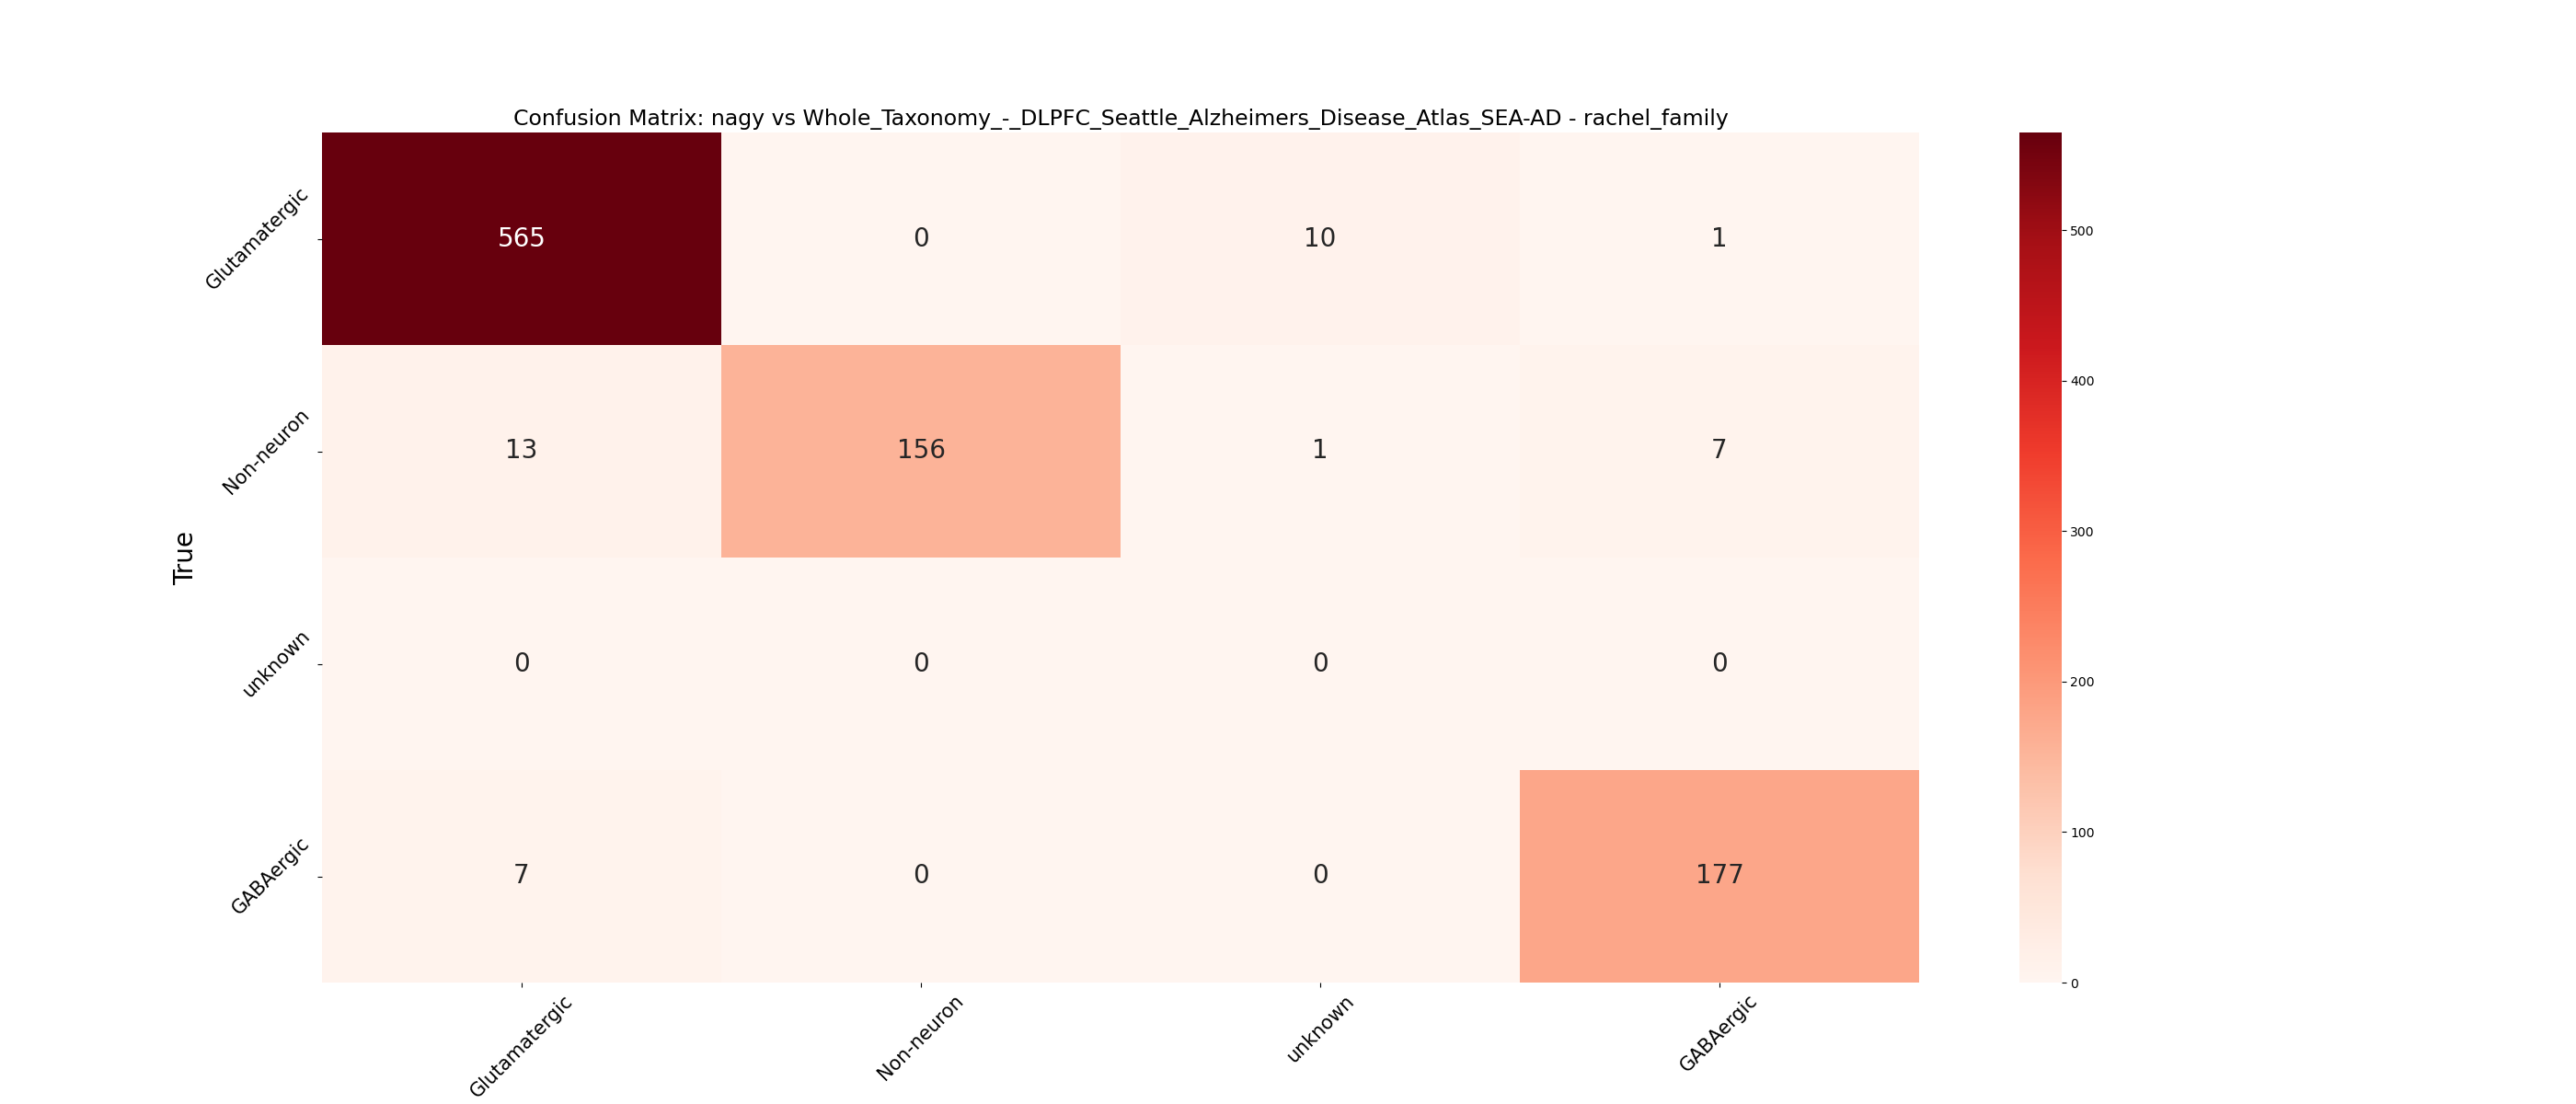 Confusion Matrix: nagy vs Whole_Taxonomy_-_DLPFC_Seattle_Alzheimers_Disease_Atlas_SEA-AD - rachel_family
Glutamatergic
565
0
10
1
Non-neuron
13
156
1
7
unknown
0
0
0
0
GABAergic
7
0
0
177
True
Glutamatergic
Non-neuron
unknown
GABAergic
500
400
300
200
100
0